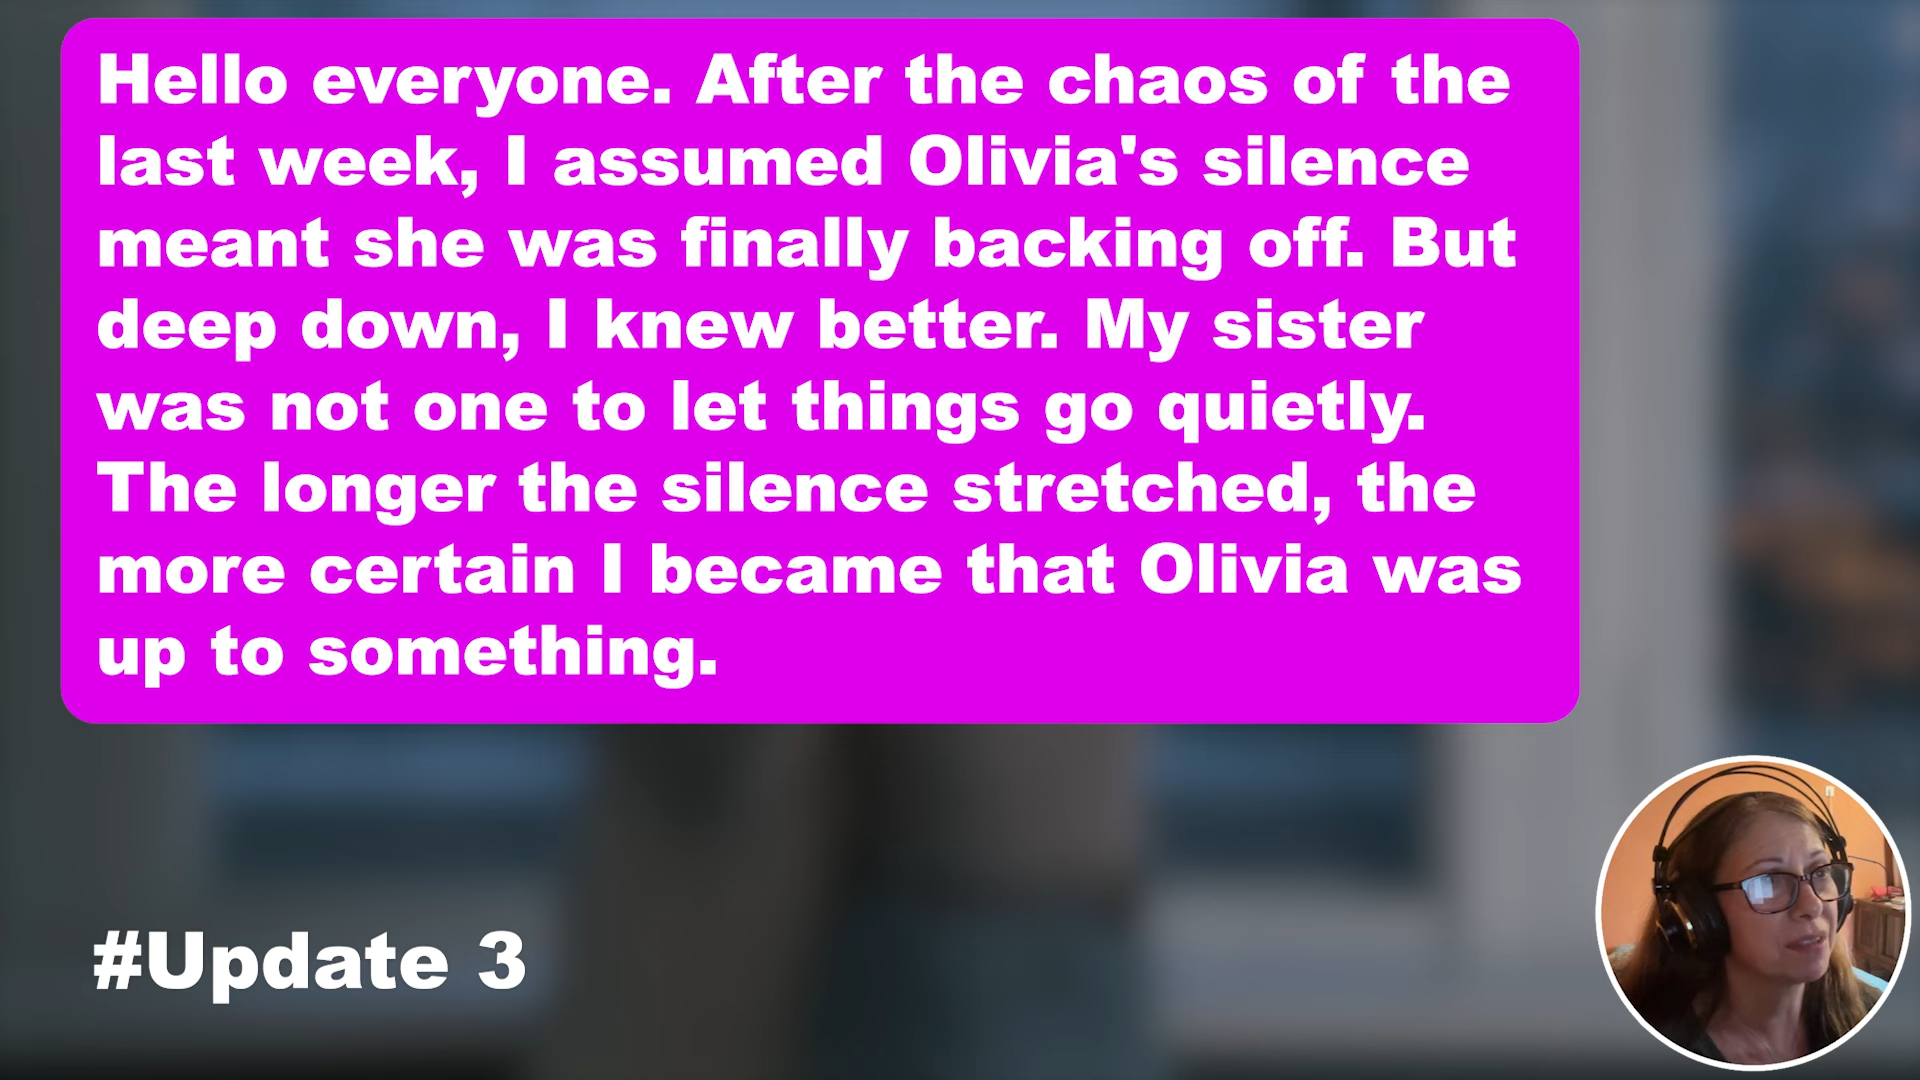 Hello everyone. After the chaos of the
last week, I assumed Olivia's silence
meant she was finally backing off. But
deep down, I knew better. My sister
was not one to let things go quietly.
The longer the silence stretched, the
more certain I became that Olivia was
up to something.
#Update 3